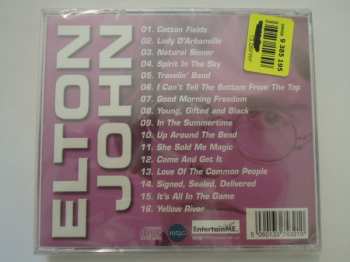 ELTON
JOHN
01. Cotton Fields
02. Lady D'Arbanville
03. Natural Sinner
04. Spirit In The Sky
05. Travelin' Band
06. I Can't Tell The Bottom From The Top
07. Good Morning Freedom
08. Young, Gifted and Black
09. In The Summertime
10. Up Around the Bend
11. She Sold Me Magic
12. Come And Get It
13. Love Of The Common People
14. Signed, Sealed, Delivered
15. It's All In The Game
16. Yellow River
9 385 195
EntertainME